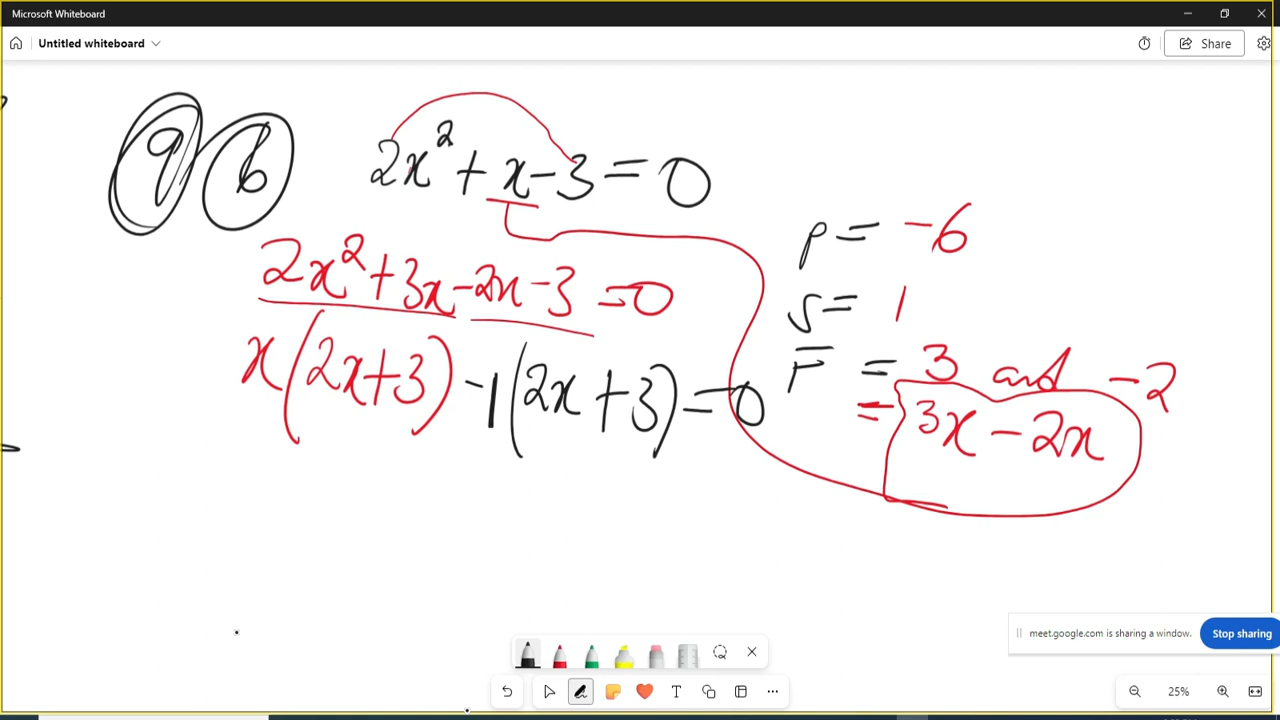 Microsoft Whiteboard
Untitled whiteboard
Share
9 b 2x² + x - 3 = 0
2x² + 3x - 2x - 3 = 0
x(2x+3) -1(2x+3) = 0
P = -6
S = 1
F = 3 and -2
= 3x - 2x
meet.google.com is sharing a window.
Stop sharing
25%